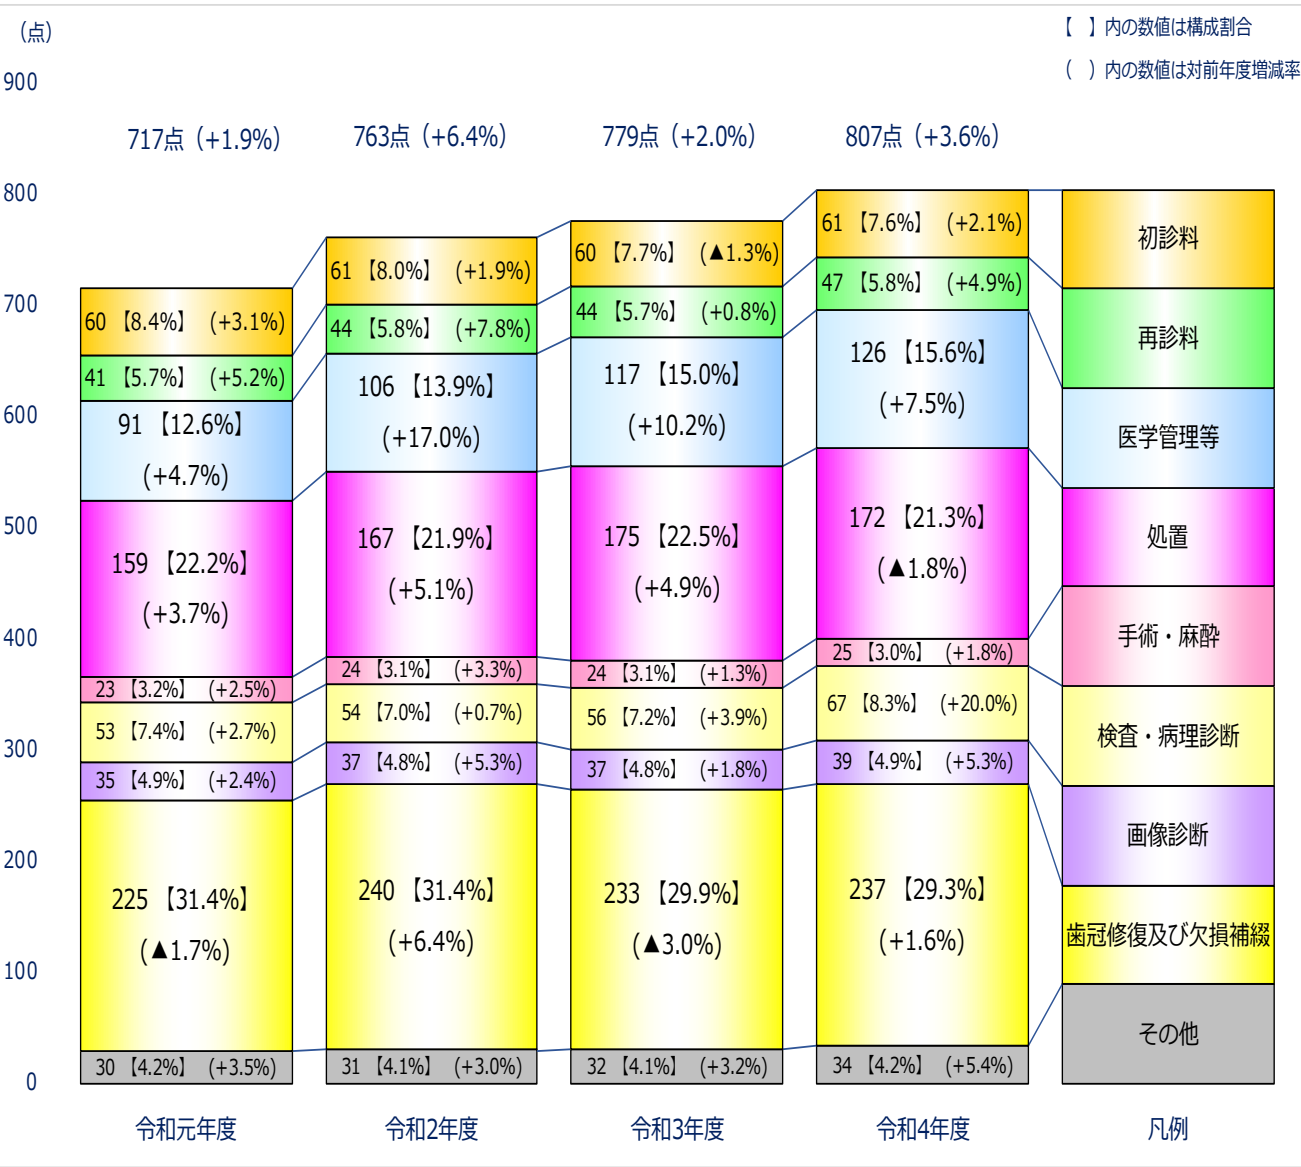 （点）
【　】内の数値は構成割合
（　）内の数値は対前年度増減率
900
800
700
600
500
400
300
200
100
0
717点（+1.9%）
60 【8.4%】 (+3.1%)
41 【5.7%】 (+5.2%)
91 【12.6%】
(+4.7%)
159 【22.2%】
(+3.7%)
23 【3.2%】 (+2.5%)
53 【7.4%】 (+2.7%)
35 【4.9%】 (+2.4%)
225 【31.4%】
(▲1.7%)
30 【4.2%】 (+3.5%)
令和元年度
763点（+6.4%）
61 【8.0%】 (+1.9%)
44 【5.8%】 (+7.8%)
106 【13.9%】
(+17.0%)
167 【21.9%】
(+5.1%)
24 【3.1%】 (+3.3%)
54 【7.0%】 (+0.7%)
37 【4.8%】 (+5.3%)
240 【31.4%】
(+6.4%)
31 【4.1%】 (+3.0%)
令和2年度
779点（+2.0%）
60 【7.7%】 (▲1.3%)
44 【5.7%】 (+0.8%)
117 【15.0%】
(+10.2%)
175 【22.5%】
(+4.9%)
24 【3.1%】 (+1.3%)
56 【7.2%】 (+3.9%)
37 【4.8%】 (+1.8%)
233 【29.9%】
(▲3.0%)
32 【4.1%】 (+3.2%)
令和3年度
807点（+3.6%）
61 【7.6%】 (+2.1%)
47 【5.8%】 (+4.9%)
126 【15.6%】
(+7.5%)
172 【21.3%】
(▲1.8%)
25 【3.0%】 (+1.8%)
67 【8.3%】 (+20.0%)
39 【4.9%】 (+5.3%)
237 【29.3%】
(+1.6%)
34 【4.2%】 (+5.4%)
令和4年度
初診料
再診料
医学管理等
処置
手術・麻酔
検査・病理診断
画像診断
歯冠修復及び欠損補綴
その他
凡例